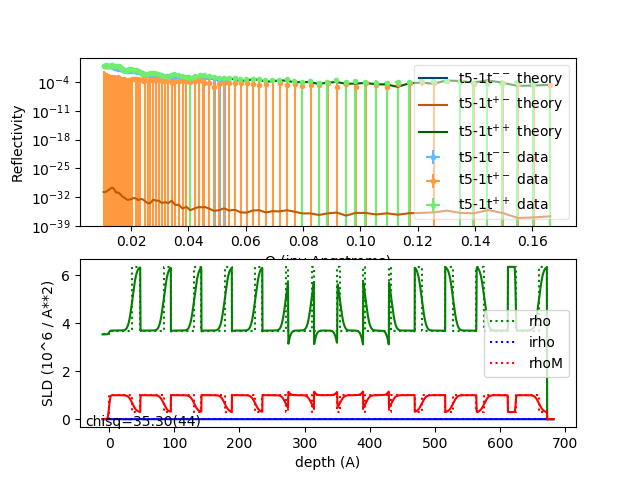 Reflectivity
10^−4
10^−11
10^−18
10^−25
10^−32
10^−39
t5-1t^−− theory
t5-1t^+− theory
t5-1t^++ theory
t5-1t^−− data
t5-1t^+− data
t5-1t^++ data
0.02 0.04 0.06 0.08 0.10 0.12 0.14 0.16
Q (inv Angstroms)
SLD (10^6 / A**2)
6
4
2
0
rho
irho
rhoM
chisq=35.30(44)
0 100 200 300 400 500 600 700
depth (A)